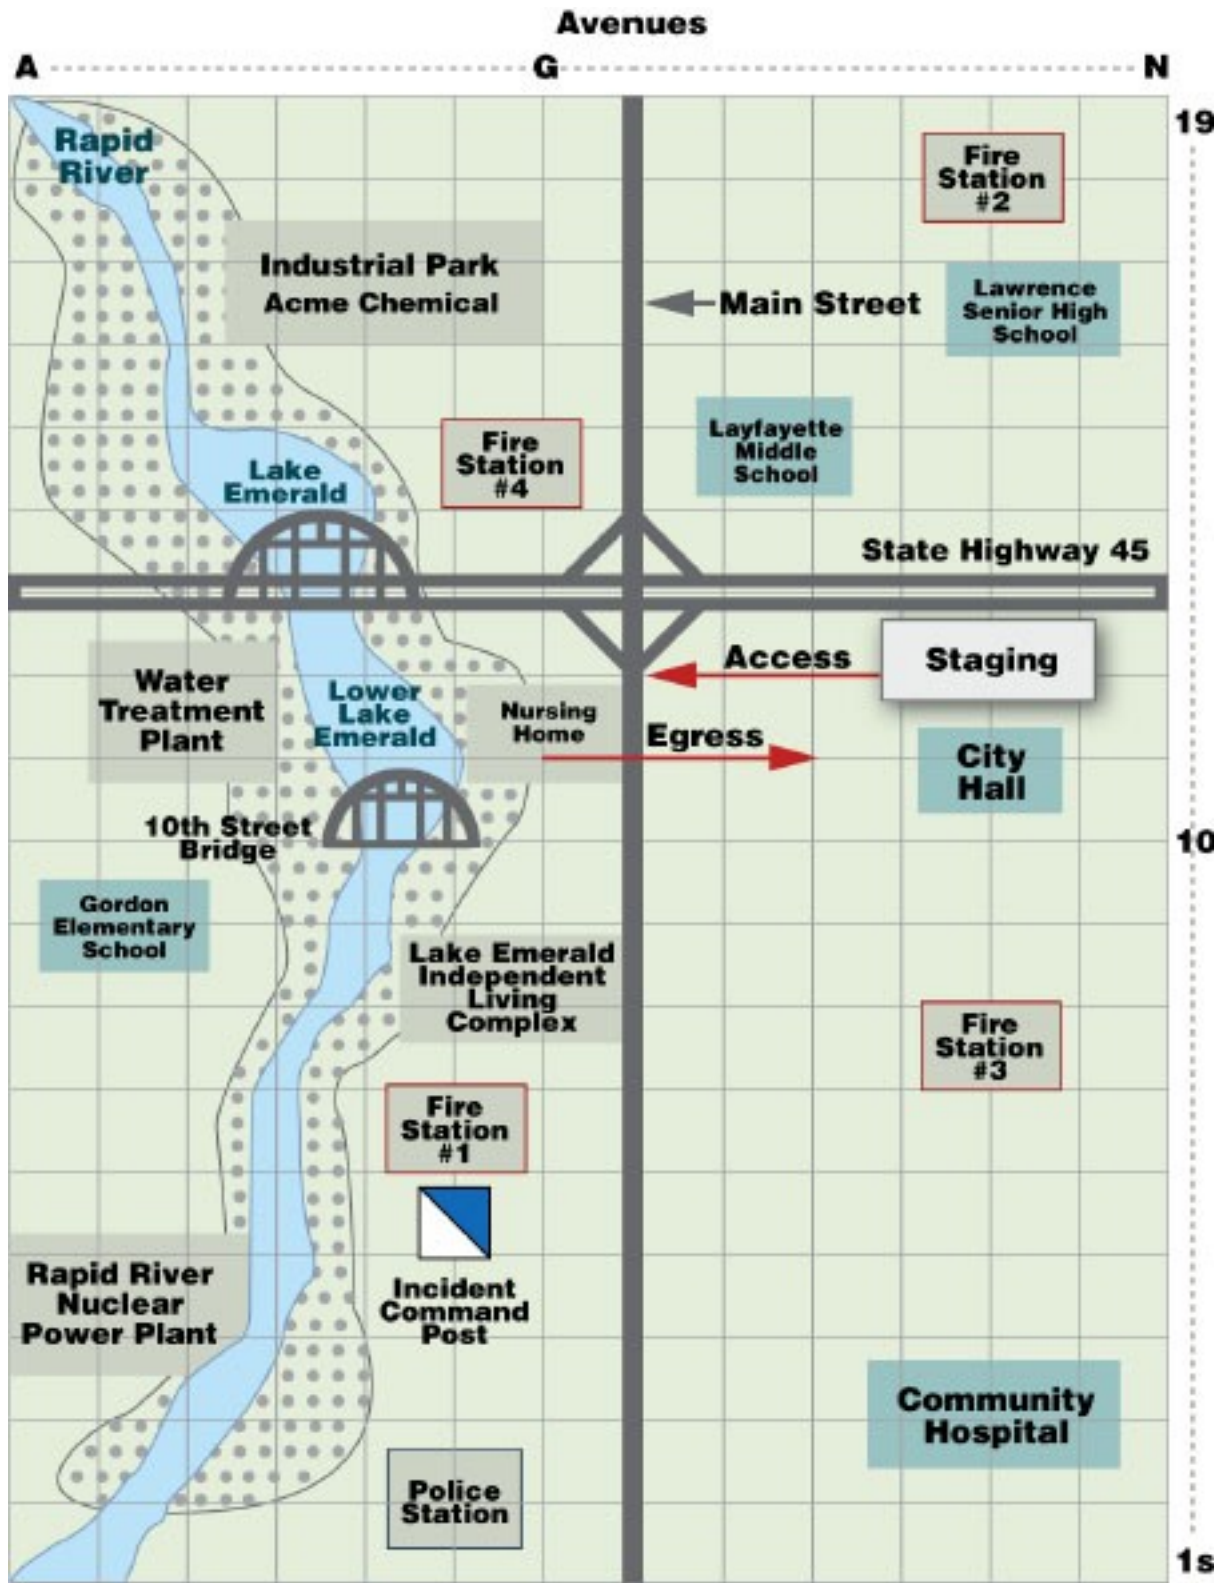 Avenues
A
G
N
19
Rapid
River
Fire
Station
#2
Industrial Park
Acme Chemical
Main Street
Lawrence
Senior High
School
Fire
Station
#4
Layfayette
Middle
School
Lake
Emerald
State Highway 45
Access
Staging
Water
Treatment
Plant
Lower
Lake
Emerald
Nursing
Home
Egress
City
Hall
10th Street
Bridge
10
Gordon
Elementary
School
Lake Emerald
Independent
Living
Complex
Fire
Station
#3
Fire
Station
#1
Rapid River
Nuclear
Power Plant
Incident
Command
Post
Community
Hospital
Police
Station
1s